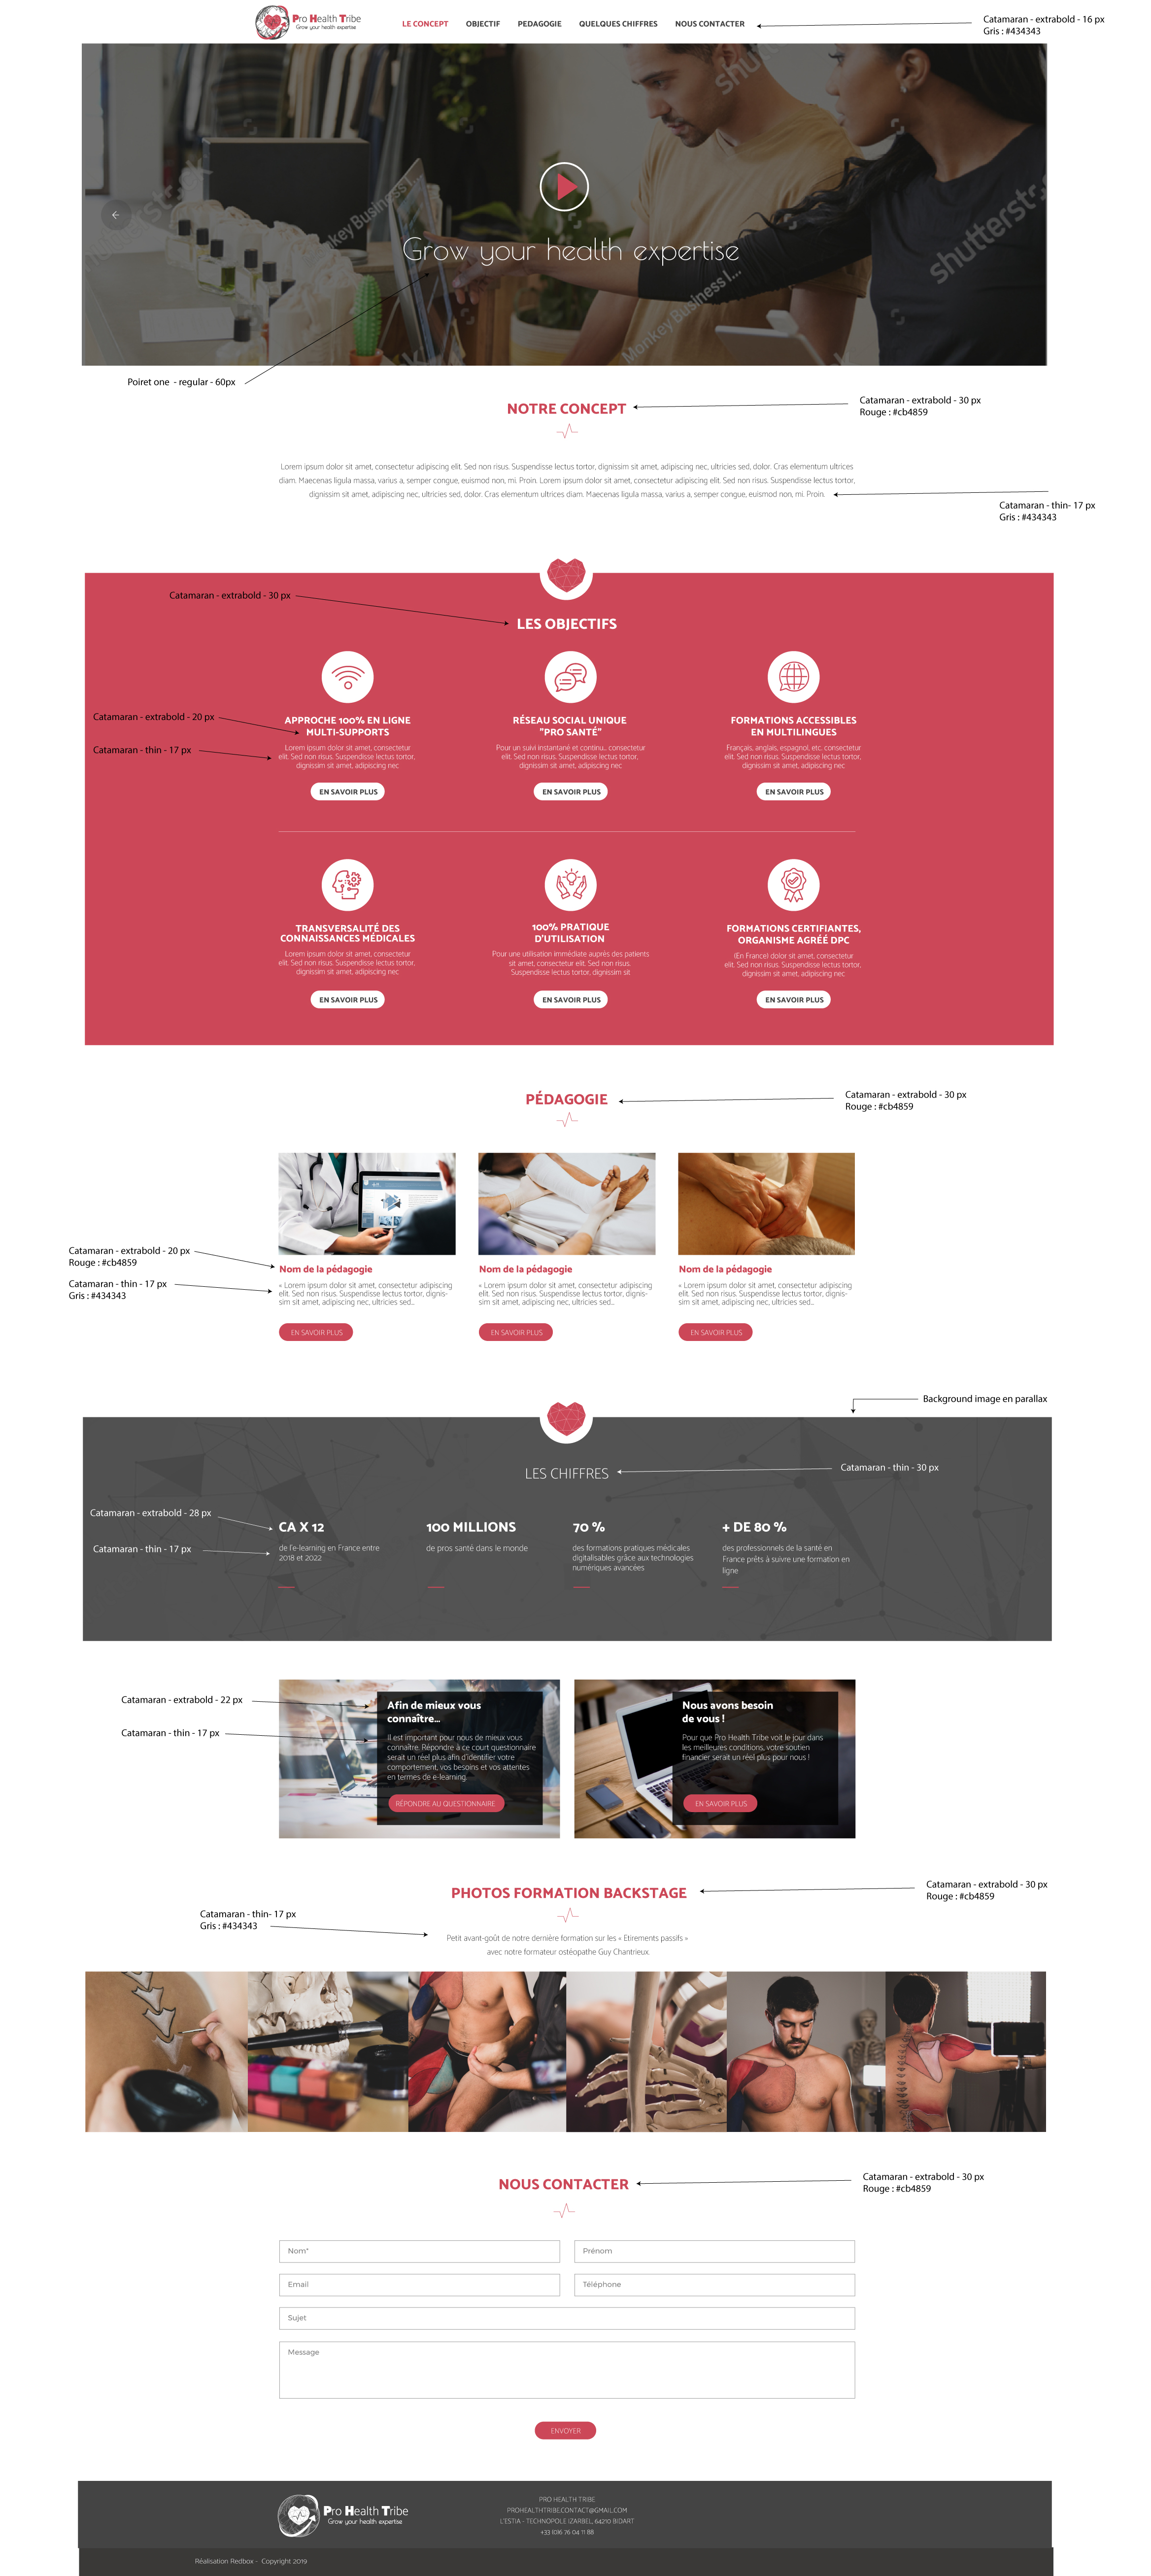 Pro Health Tribe
Grow your health expertise
LE CONCEPT OBJECTIF PEDAGOGIE QUELQUES CHIFFRES NOUS CONTACTER
Catamaran - extrabold - 16 px
Gris : #434343
shutterst
Monkey Business I...
Grow your health expertise
Poiret one - regular - 60px
NOTRE CONCEPT
Catamaran - extrabold - 30 px
Rouge : #cb4859
Lorem ipsum dolor sit amet, consectetur adipiscing elit. Sed non risus. Suspendisse lectus tortor, dignissim sit amet, adipiscing nec, ultricies sed, dolor. Cras elementum ultrices
diam. Maecenas ligula massa, varius a, semper congue, euismod non, mi. Proin. Lorem ipsum dolor sit amet, consectetur adipiscing elit. Sed non risus. Suspendisse lectus tortor,
dignissim sit amet, adipiscing nec, ultricies sed, dolor. Cras elementum ultrices diam. Maecenas ligula massa, varius a, semper congue, euismod non, mi. Proin.
Catamaran - thin- 17 px
Gris : #434343
Catamaran - extrabold - 30 px
LES OBJECTIFS
Catamaran - extrabold - 20 px
Catamaran - thin - 17 px
APPROCHE 100% EN LIGNE
MULTI-SUPPORTS
Lorem ipsum dolor sit amet, consectetur
elit. Sed non risus. Suspendisse lectus tortor,
dignissim sit amet, adipiscing nec
EN SAVOIR PLUS
RÉSEAU SOCIAL UNIQUE
"PRO SANTÉ"
Pour un suivi instantané et continu... consectetur
elit. Sed non risus. Suspendisse lectus tortor,
dignissim sit amet, adipiscing nec
EN SAVOIR PLUS
FORMATIONS ACCESSIBLES
EN MULTILINGUES
Français, anglais, espagnol, etc. consectetur
elit. Sed non risus. Suspendisse lectus tortor,
dignissim sit amet, adipiscing nec
EN SAVOIR PLUS
TRANSVERSALITÉ DES
CONNAISSANCES MÉDICALES
Lorem ipsum dolor sit amet, consectetur
elit. Sed non risus. Suspendisse lectus tortor,
dignissim sit amet, adipiscing nec
EN SAVOIR PLUS
100% PRATIQUE
D'UTILISATION
Pour une utilisation immédiate auprès des patients
sit amet, consectetur elit. Sed non risus.
Suspendisse lectus tortor, dignissim sit
EN SAVOIR PLUS
FORMATIONS CERTIFIANTES,
ORGANISME AGRÉÉ DPC
(En France) dolor sit amet, consectetur
elit. Sed non risus. Suspendisse lectus tortor,
dignissim sit amet, adipiscing nec
EN SAVOIR PLUS
PÉDAGOGIE
Catamaran - extrabold - 30 px
Rouge : #cb4859
Catamaran - extrabold - 20 px
Rouge : #cb4859
Catamaran - thin - 17 px
Gris : #434343
Nom de la pédagogie
« Lorem ipsum dolor sit amet, consectetur adipiscing
elit. Sed non risus. Suspendisse lectus tortor, dignis-
sim sit amet, adipiscing nec, ultricies sed...
EN SAVOIR PLUS
Nom de la pédagogie
« Lorem ipsum dolor sit amet, consectetur adipiscing
elit. Sed non risus. Suspendisse lectus tortor, dignis-
sim sit amet, adipiscing nec, ultricies sed...
EN SAVOIR PLUS
Nom de la pédagogie
« Lorem ipsum dolor sit amet, consectetur adipiscing
elit. Sed non risus. Suspendisse lectus tortor, dignis-
sim sit amet, adipiscing nec, ultricies sed...
EN SAVOIR PLUS
Background image en parallax
LES CHIFFRES
Catamaran - thin - 30 px
Catamaran - extrabold - 28 px
Catamaran - thin - 17 px
CA X 12
de l'e-learning en France entre
2018 et 2022
100 MILLIONS
de pros santé dans le monde
70 %
des formations pratiques médicales
digitalisables grâce aux technologies
numériques avancées
+ DE 80 %
des professionnels de la santé en
France prêts à suivre une formation en
ligne
Catamaran - extrabold - 22 px
Catamaran - thin - 17 px
Afin de mieux vous
connaître...
Il est important pour nous de mieux vous
connaître. Répondre à ce court questionnaire
serait un réel plus afin d'identifier votre
comportement, vos besoins et vos attentes
en termes de e-learning.
RÉPONDRE AU QUESTIONNAIRE
Nous avons besoin
de vous !
Pour que Pro Health Tribe voit le jour dans
les meilleures conditions, votre soutien
financier serait un réel plus pour nous !
EN SAVOIR PLUS
PHOTOS FORMATION BACKSTAGE
Catamaran - extrabold - 30 px
Rouge : #cb4859
Catamaran - thin- 17 px
Gris : #434343
Petit avant-goût de notre dernière formation sur les « Etirements passifs »
avec notre formateur ostéopathe Guy Chantrieux.
NOUS CONTACTER
Catamaran - extrabold - 30 px
Rouge : #cb4859
Nom*
Prénom
Email
Téléphone
Sujet
Message
ENVOYER
Pro Health Tribe
Grow your health expertise
PRO HEALTH TRIBE
PROHEALTHTRIBE.CONTACT@GMAIL.COM
L'ESTIA - TECHNOPOLE IZARBEL, 64210 BIDART
+33 (0)6 76 04 11 88
Réalisation Redbox - Copyright 2019